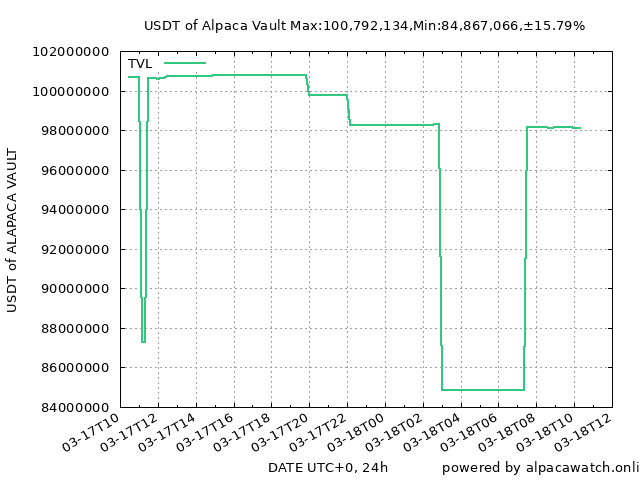 USDT of Alpaca Vault Max:100,792,134,Min:84,867,066,±15.79%
102000000
100000000
98000000
96000000
94000000
92000000
90000000
88000000
86000000
84000000
USDT of ALAPACA VAULT
TVL
03-17T10
03-17T12
03-17T14
03-17T16
03-17T18
03-17T20
03-17T22
03-18T00
03-18T02
03-18T04
03-18T06
03-18T08
03-18T10
03-18T12
DATE UTC+0, 24h
powered by alpacawatch.onli